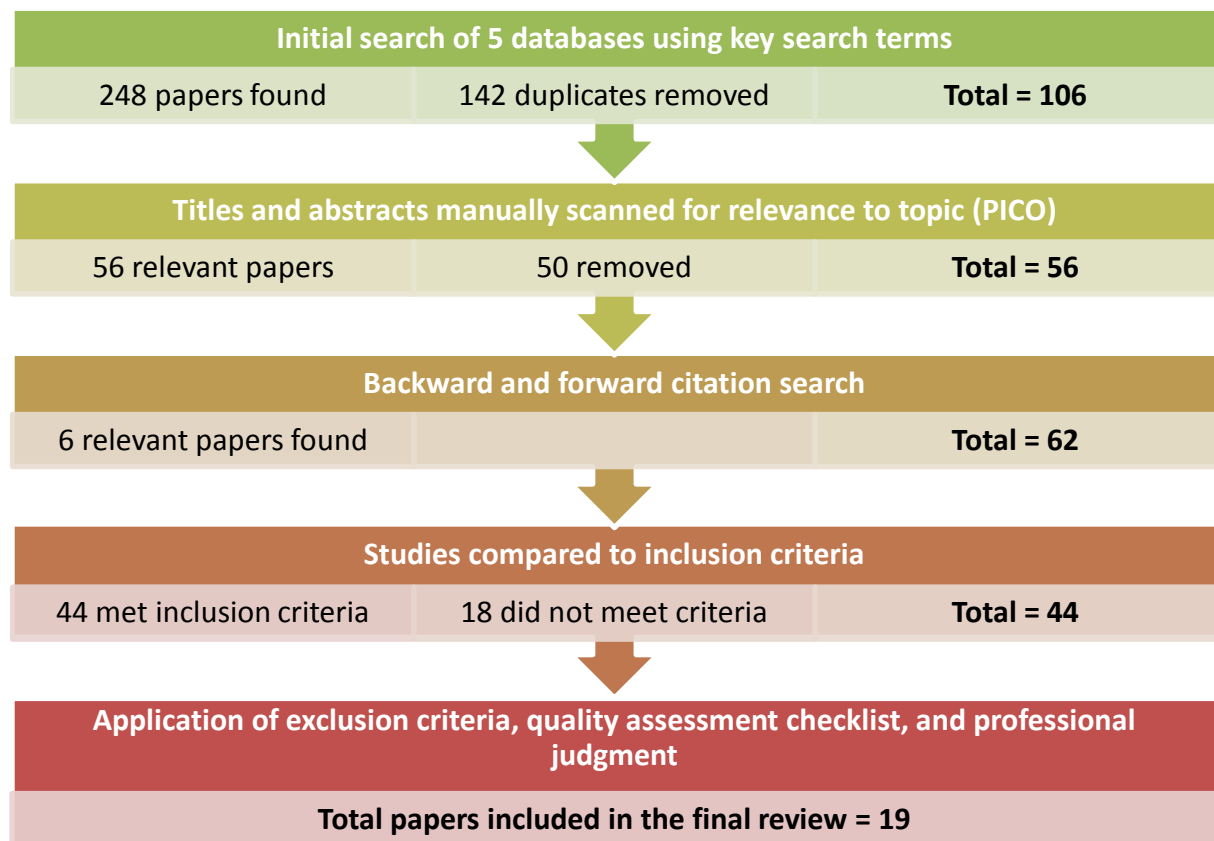 Initial search of 5 databases using key search terms
248 papers found
142 duplicates removed
Total = 106
Titles and abstracts manually scanned for relevance to topic (PICO)
56 relevant papers
50 removed
Total = 56
Backward and forward citation search
6 relevant papers found
Total = 62
Studies compared to inclusion criteria
44 met inclusion criteria
18 did not meet criteria
Total = 44
Application of exclusion criteria, quality assessment checklist, and professional
judgment
Total papers included in the final review = 19